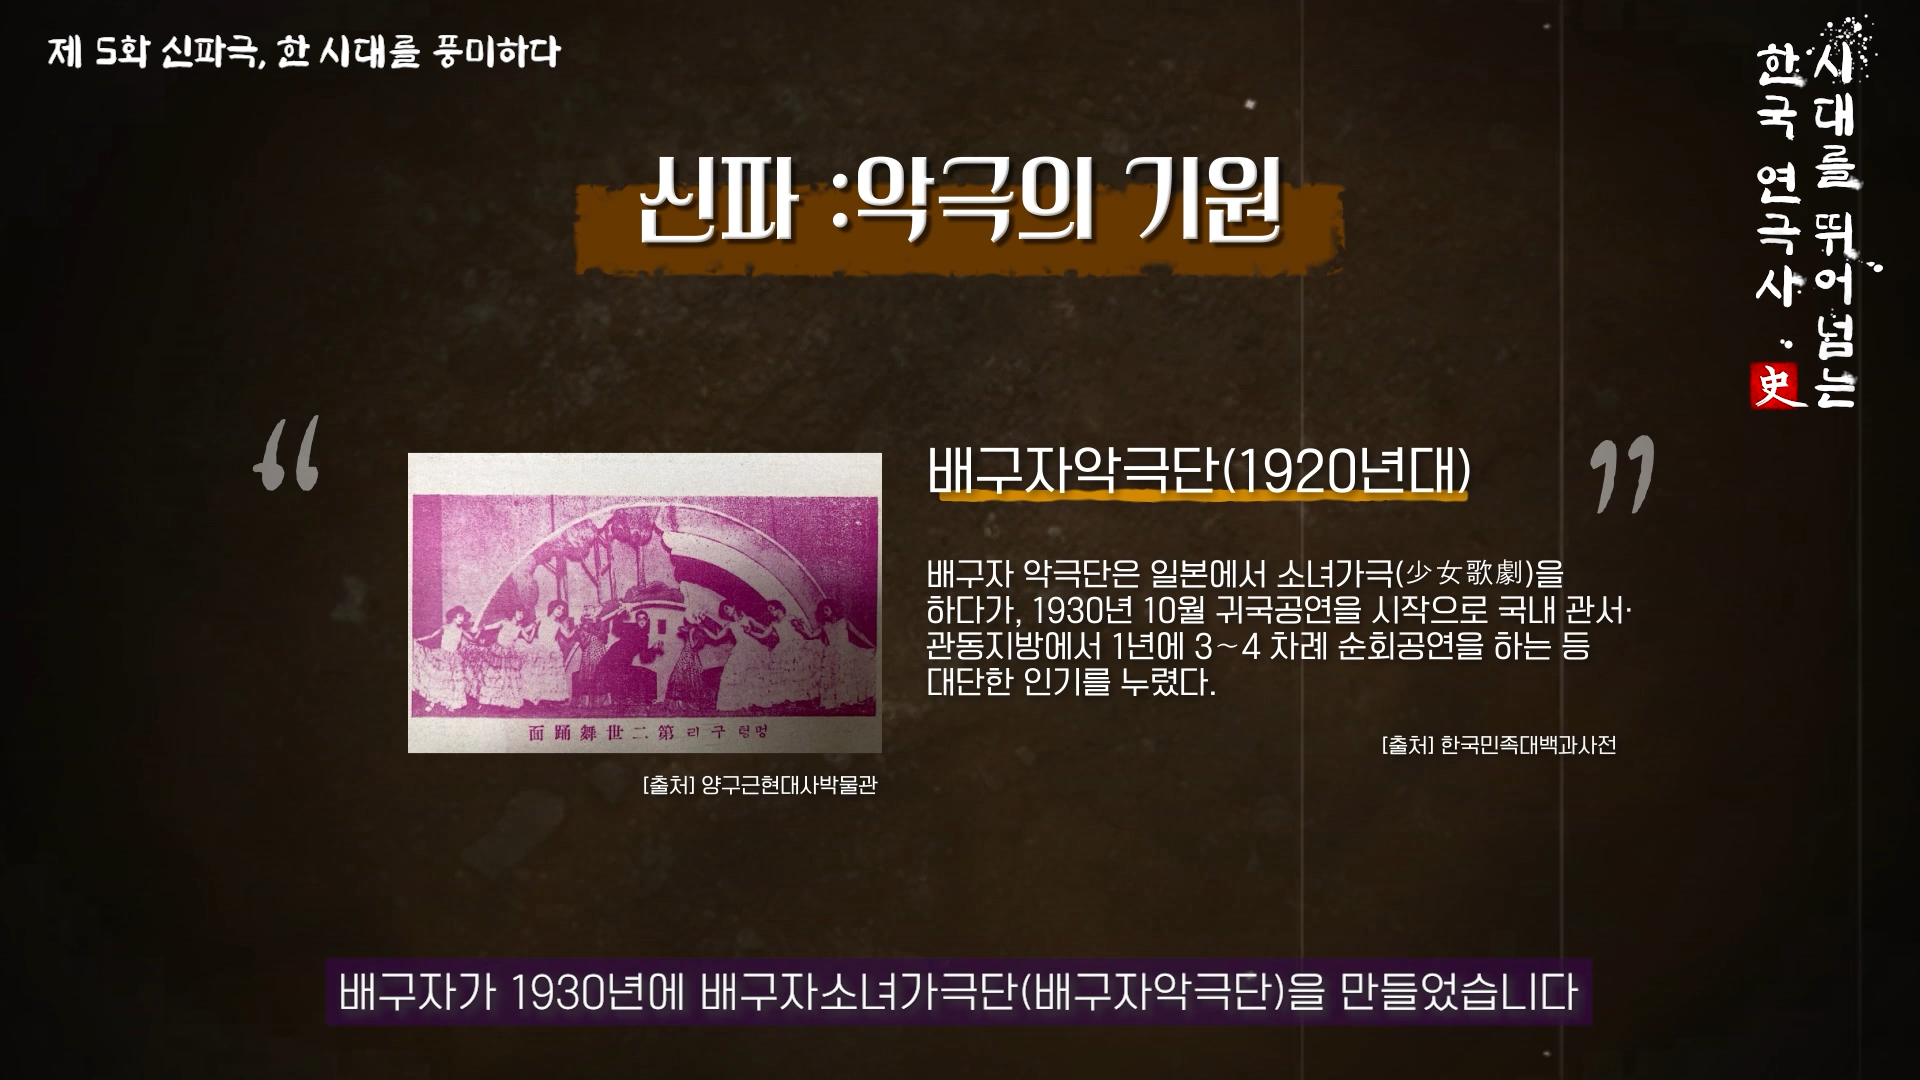 제 5화 신파극, 한 시대를 풍미하다
시대를 뛰어넘는
한국 연극사
史
신파 :악극의 기원
“
배구자악극단(1920년대)
”
배구자 악극단은 일본에서 소녀가극(少女歌劇)을
하다가, 1930년 10월 귀국공연을 시작으로 국내 관서·
관동지방에서 1년에 3~4 차례 순회공연을 하는 등
대단한 인기를 누렸다.
[출처] 한국민족대백과사전
面踊舞世二第 리구 텅멍
[출처] 양구근현대사박물관
배구자가 1930년에 배구자소녀가극단(배구자악극단)을 만들었습니다